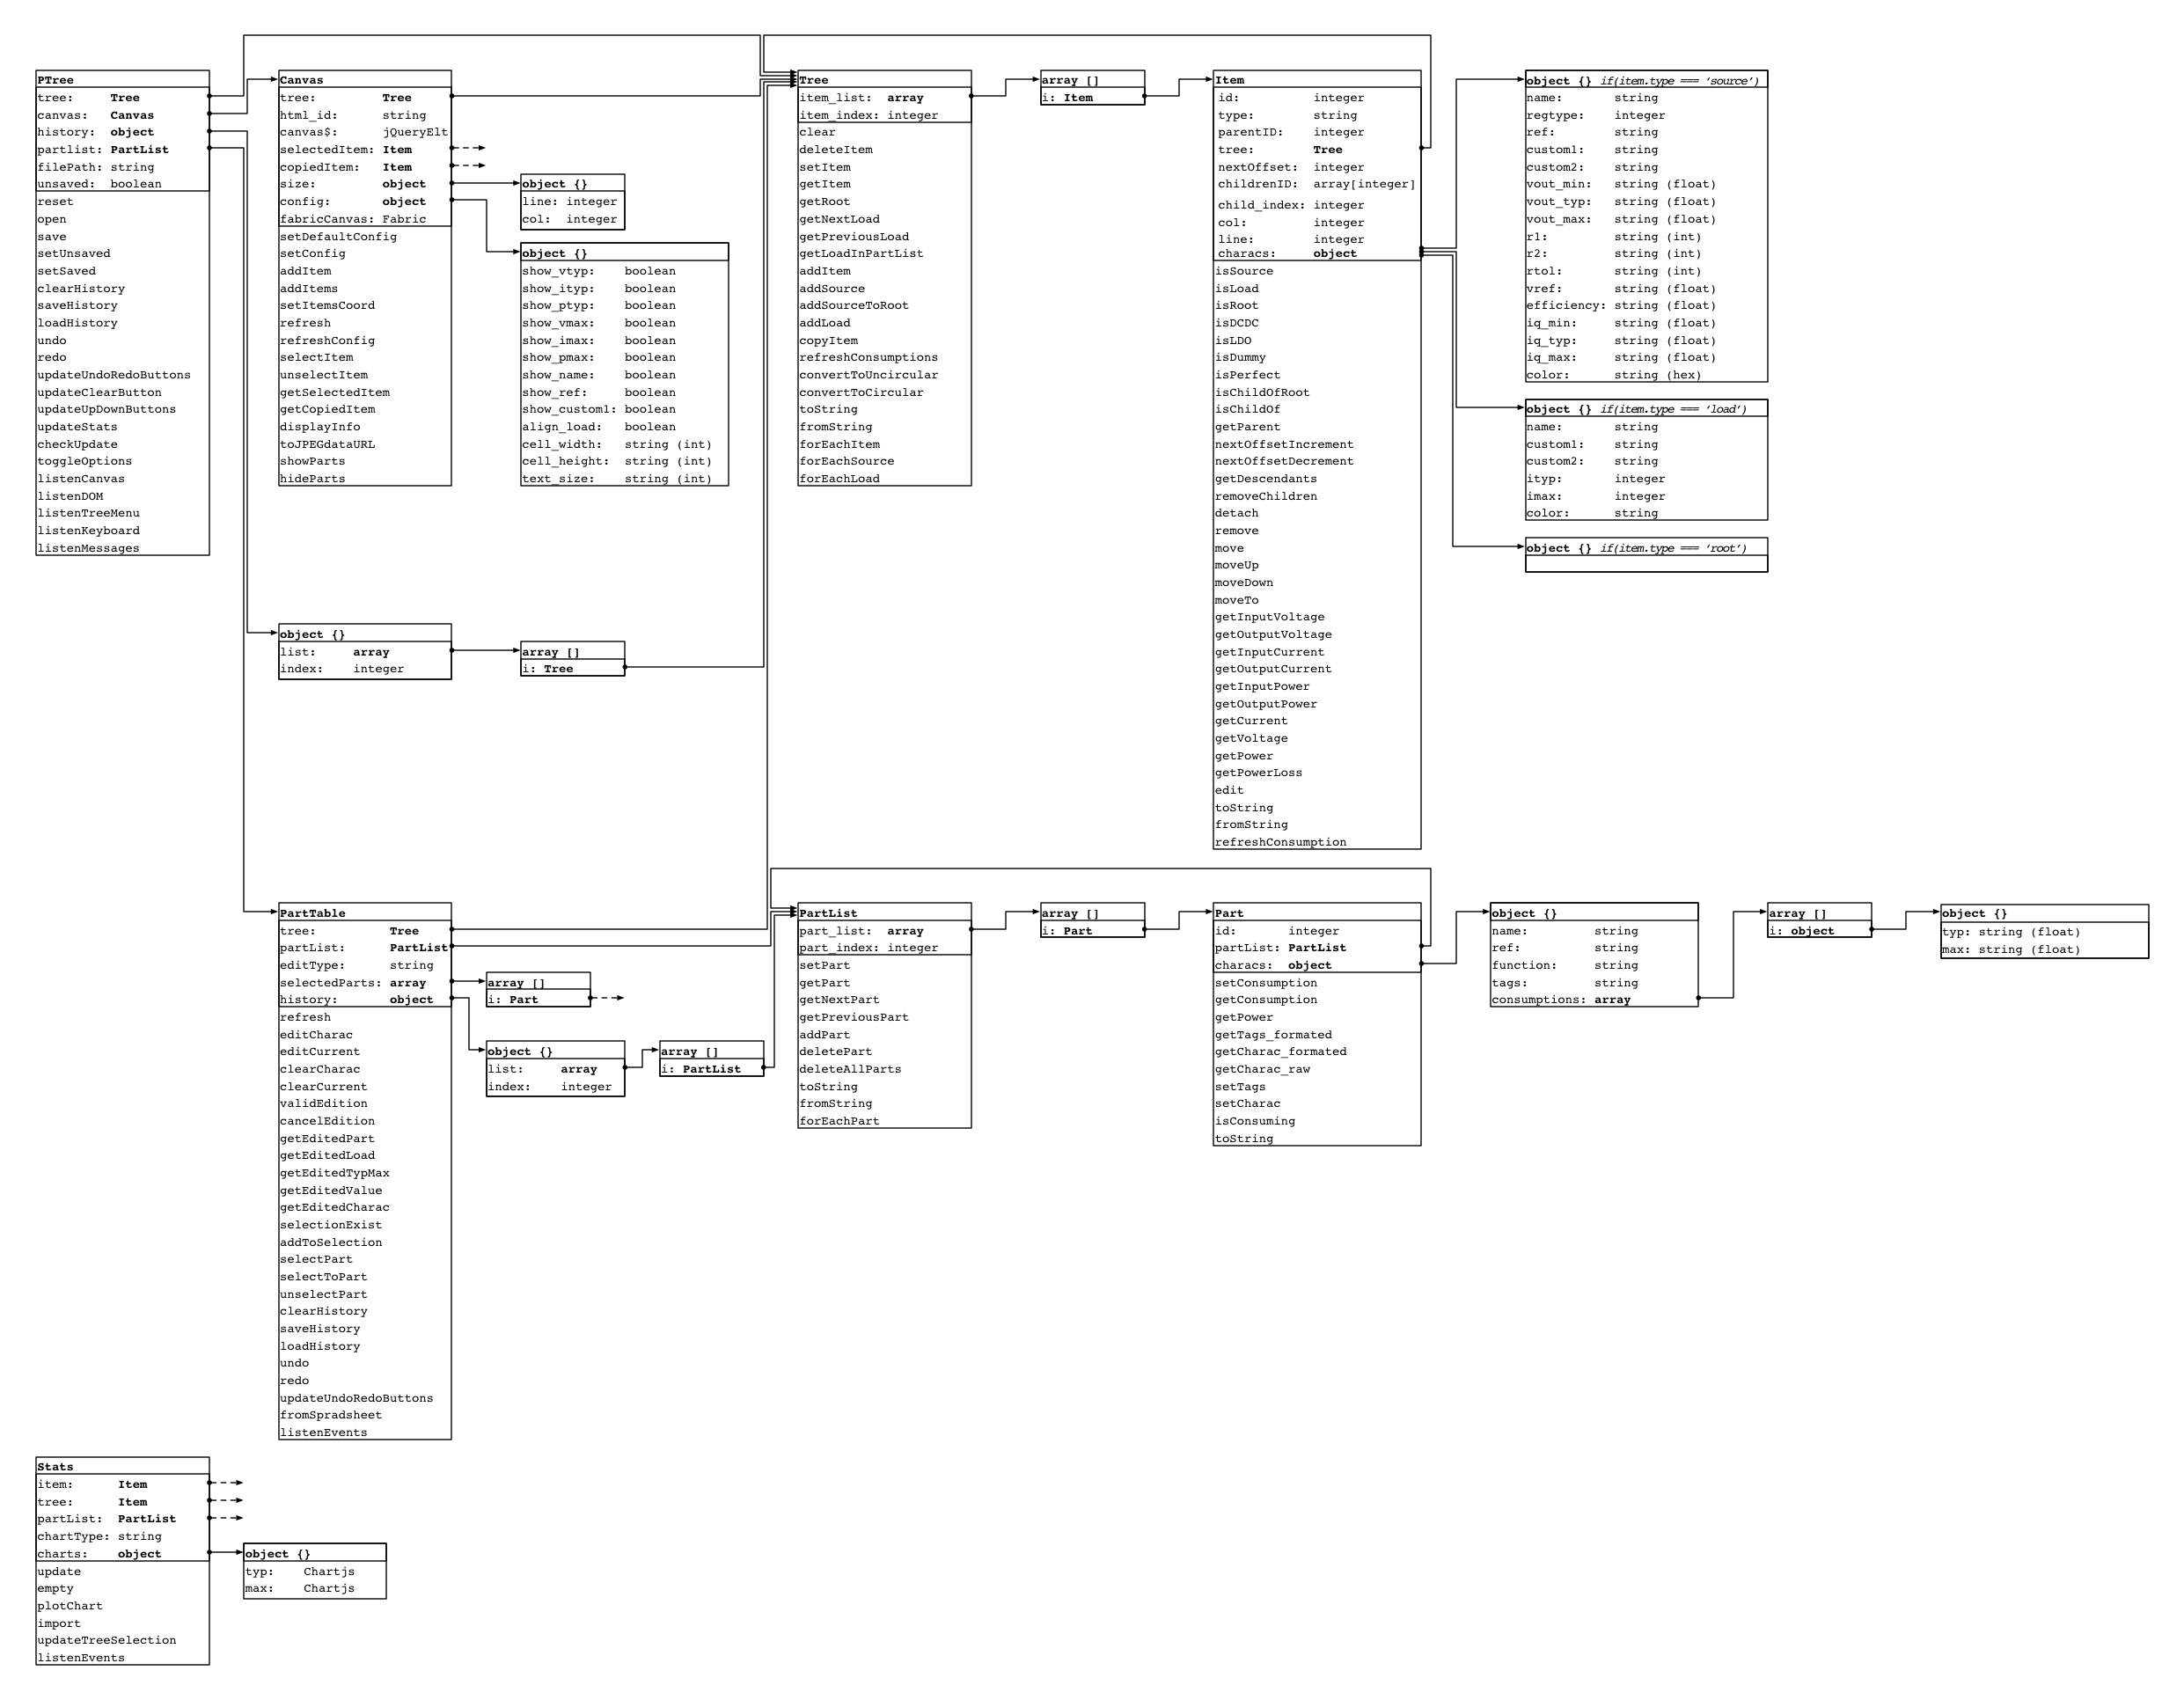 PTree
tree: Tree
canvas: Canvas
history: object
partlist: PartList
filePath: string
unsaved: boolean
reset
open
save
setUnsaved
setSaved
clearHistory
saveHistory
loadHistory
undo
redo
updateUndoRedoButtons
updateClearButton
updateUpDownButtons
updateStats
checkUpdate
toggleOptions
listenCanvas
listenDOM
listenTreeMenu
listenKeyboard
listenMessages
Canvas
tree: Tree
html_id: string
canvas$: jQueryElt
selectedItem: Item
copiedItem: Item
size: object
config: object
fabricCanvas: Fabric
setDefaultConfig
setConfig
addItem
addItems
setItemsCoord
refresh
refreshConfig
selectItem
unselectItem
getSelectedItem
getCopiedItem
displayInfo
toJPEGdataURL
showParts
hideParts
object {}
line: integer
col: integer
object {}
show_vtyp: boolean
show_ityp: boolean
show_ptyp: boolean
show_vmax: boolean
show_imax: boolean
show_pmax: boolean
show_name: boolean
show_ref: boolean
show_custom1: boolean
align_load: boolean
cell_width: string (int)
cell_height: string (int)
text_size: string (int)
Tree
item_list: array
item_index: integer
clear
deleteItem
setItem
getItem
getRoot
getNextLoad
getPreviousLoad
getLoadInPartList
addItem
addSource
addSourceToRoot
addLoad
copyItem
refreshConsumptions
convertToUncircular
convertToCircular
toString
fromString
forEachItem
forEachSource
forEachLoad
array []
i: Item
Item
id: integer
type: string
parentID: integer
tree: Tree
nextOffset: integer
childrenID: array[integer]
child_index: integer
col: integer
line: integer
characs: object
isSource
isLoad
isRoot
isDCDC
isLDO
isDummy
isPerfect
isChildOfRoot
isChildOf
getParent
nextOffsetIncrement
nextOffsetDecrement
getDescendants
removeChildren
detach
remove
move
moveUp
moveDown
moveTo
getInputVoltage
getOutputVoltage
getInputCurrent
getOutputCurrent
getInputPower
getOutputPower
getCurrent
getVoltage
getPower
getPowerLoss
edit
toString
fromString
refreshConsumption
object {} if(item.type === ‘source’)
name: string
regtype: integer
ref: string
custom1: string
custom2: string
vout_min: string (float)
vout_typ: string (float)
vout_max: string (float)
r1: string (int)
r2: string (int)
rtol: string (int)
vref: string (float)
efficiency: string (float)
iq_min: string (float)
iq_typ: string (float)
iq_max: string (float)
color: string (hex)
object {} if(item.type === ‘load’)
name: string
custom1: string
custom2: string
ityp: integer
imax: integer
color: string
object {} if(item.type === ‘root’)
object {}
list: array
index: integer
array []
i: Tree
PartTable
tree: Tree
partList: PartList
editType: string
selectedParts: array
history: object
refresh
editCharac
editCurrent
clearCharac
clearCurrent
validEdition
cancelEdition
getEditedPart
getEditedLoad
getEditedTypMax
getEditedValue
getEditedCharac
selectionExist
addToSelection
selectPart
selectToPart
unselectPart
clearHistory
saveHistory
loadHistory
undo
redo
updateUndoRedoButtons
fromSpradsheet
listenEvents
array []
i: Part
object {}
list: array
index: integer
array []
i: PartList
PartList
part_list: array
part_index: integer
setPart
getPart
getNextPart
getPreviousPart
addPart
deletePart
deleteAllParts
toString
fromString
forEachPart
array []
i: Part
Part
id: integer
partList: PartList
characs: object
setConsumption
getConsumption
getPower
getTags_formated
getCharac_formated
getCharac_raw
setTags
setCharac
isConsuming
toString
object {}
name: string
ref: string
function: string
tags: string
consumptions: array
array []
i: object
object {}
typ: string (float)
max: string (float)
Stats
item: Item
tree: Item
partList: PartList
chartType: string
charts: object
update
empty
plotChart
import
updateTreeSelection
listenEvents
object {}
typ: Chartjs
max: Chartjs